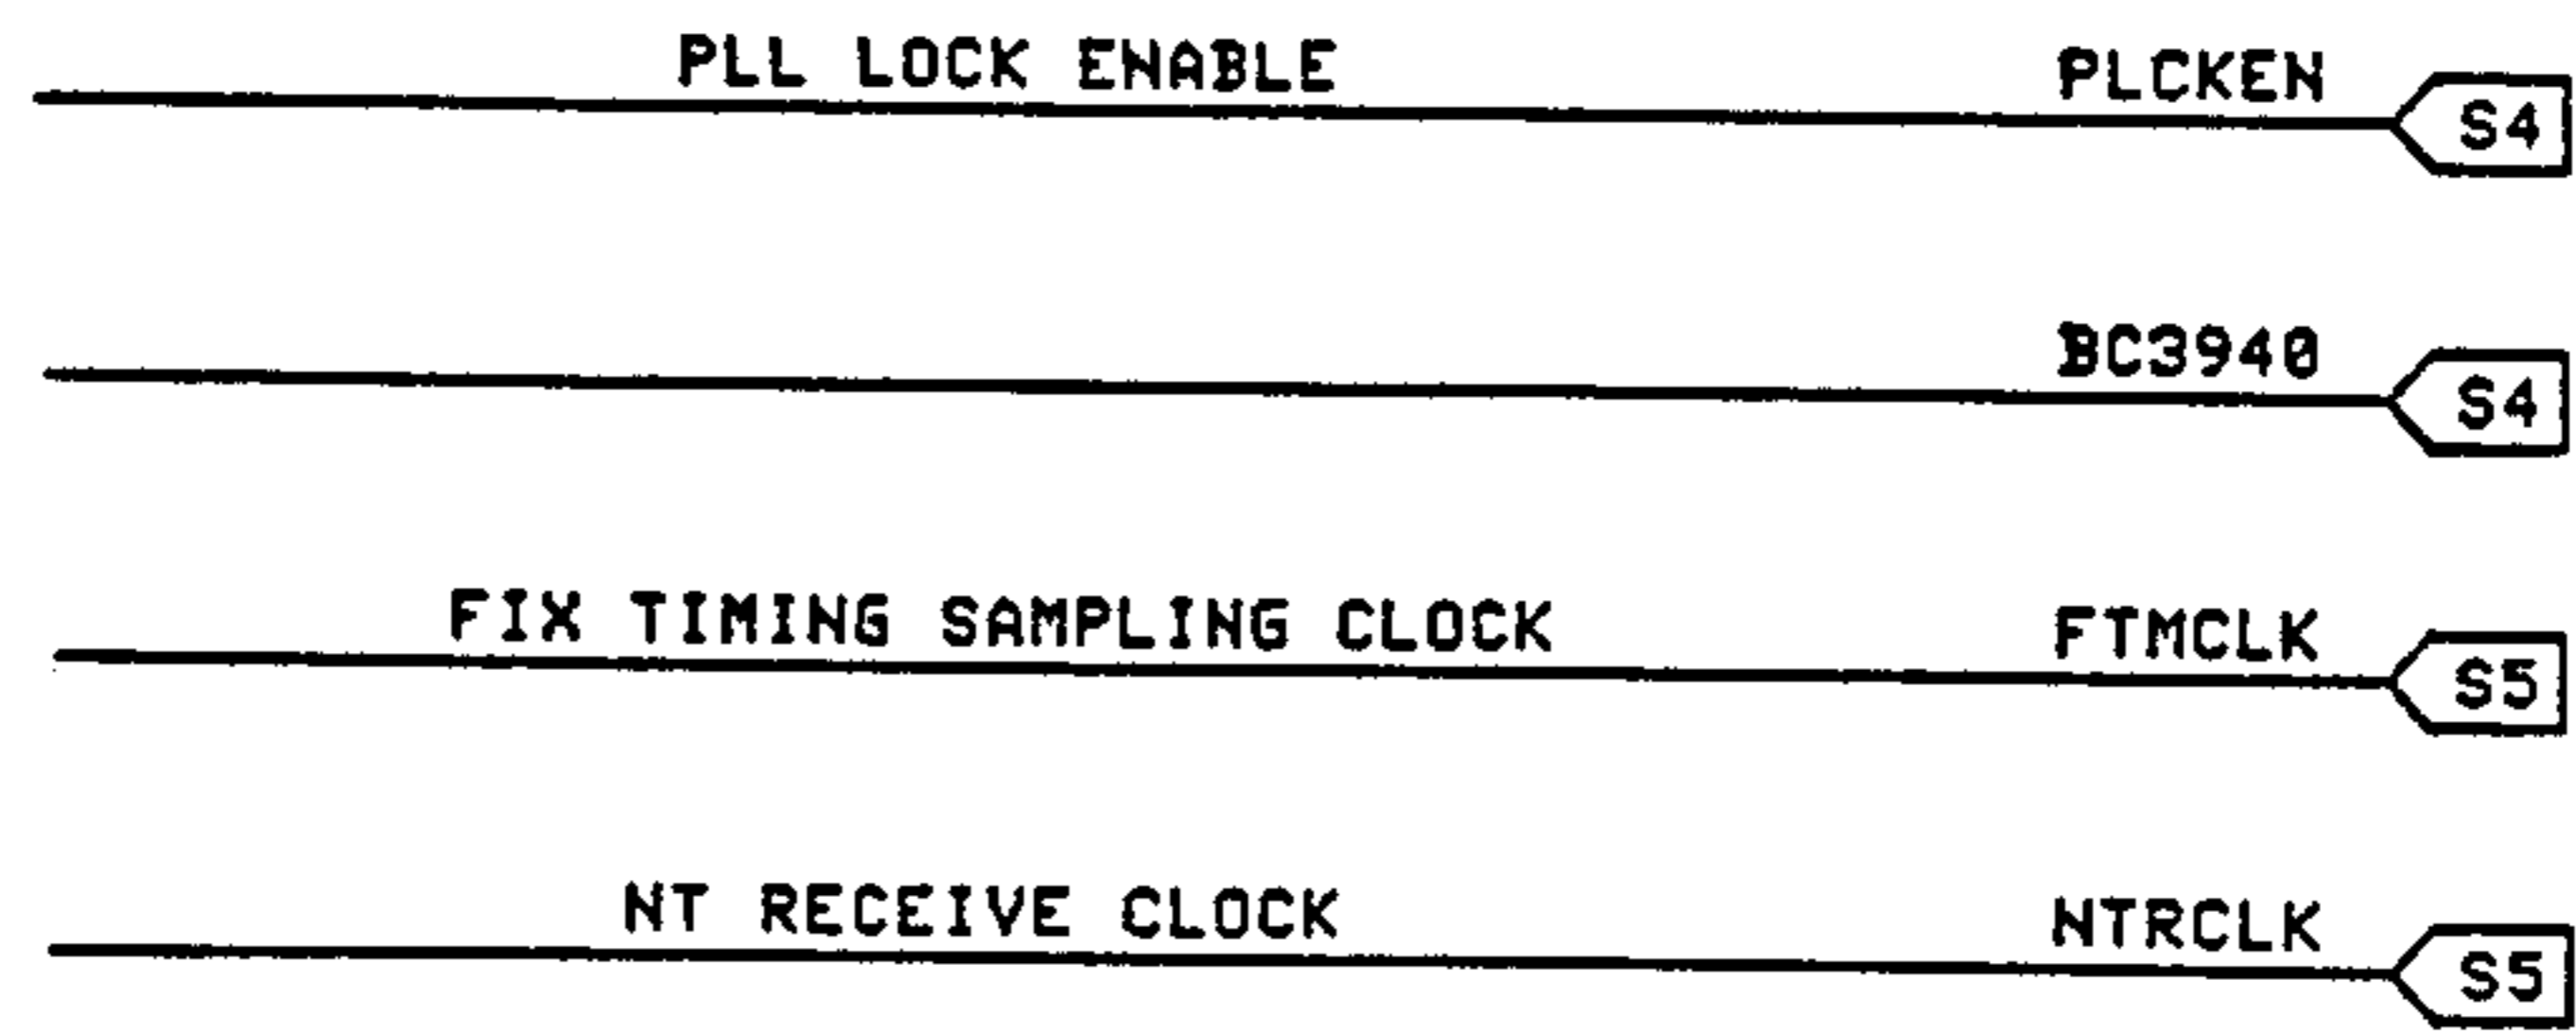 PLL LOCK ENABLE PLCKEN S4
BC3940 S4
FIX TIMING SAMPLING CLOCK FTMCLK S5
NT RECEIVE CLOCK NTRCLK S5